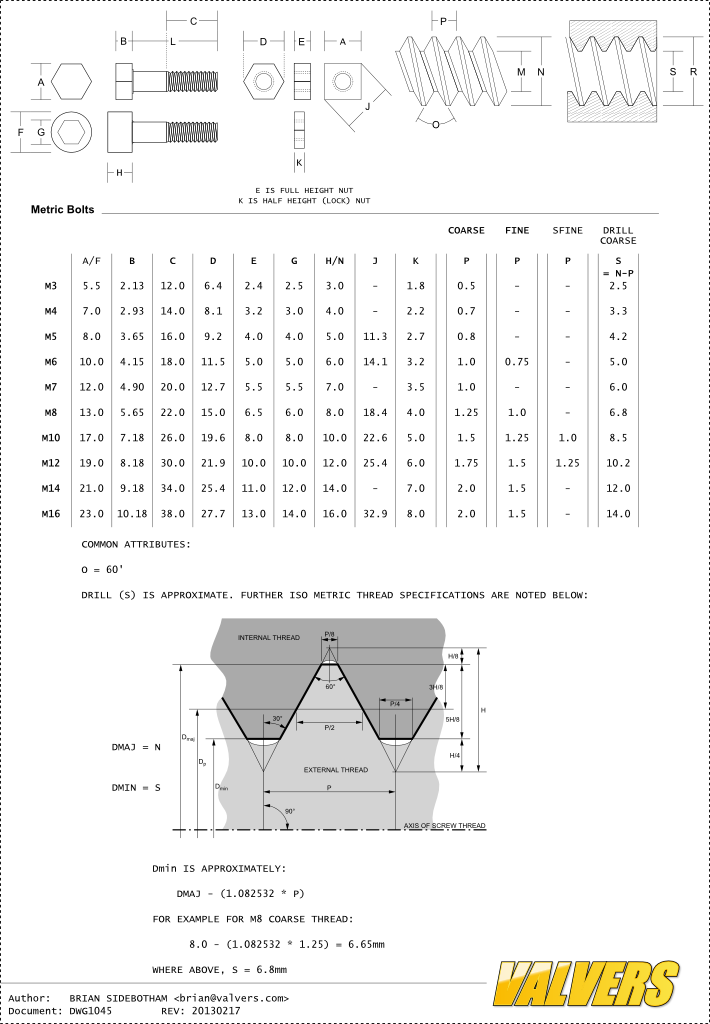 C
B L
A
F G
H
D E A
J
K
P
M N
O
S R
E IS FULL HEIGHT NUT
K IS HALF HEIGHT (LOCK) NUT
Metric Bolts
COARSE FINE SFINE DRILL
COARSE
A/F B C D E G H/N J K P P P S
= N-P
M3 5.5 2.13 12.0 6.4 2.4 2.5 3.0 - 1.8 0.5 - - 2.5
M4 7.0 2.93 14.0 8.1 3.2 3.0 4.0 - 2.2 0.7 - - 3.3
M5 8.0 3.65 16.0 9.2 4.0 4.0 5.0 11.3 2.7 0.8 - - 4.2
M6 10.0 4.15 18.0 11.5 5.0 5.0 6.0 14.1 3.2 1.0 0.75 - 5.0
M7 12.0 4.90 20.0 12.7 5.5 5.5 7.0 - 3.5 1.0 - - 6.0
M8 13.0 5.65 22.0 15.0 6.5 6.0 8.0 18.4 4.0 1.25 1.0 - 6.8
M10 17.0 7.18 26.0 19.6 8.0 8.0 10.0 22.6 5.0 1.5 1.25 1.0 8.5
M12 19.0 8.18 30.0 21.9 10.0 10.0 12.0 25.4 6.0 1.75 1.5 1.25 10.2
M14 21.0 9.18 34.0 25.4 11.0 12.0 14.0 - 7.0 2.0 1.5 - 12.0
M16 23.0 10.18 38.0 27.7 13.0 14.0 16.0 32.9 8.0 2.0 1.5 - 14.0
COMMON ATTRIBUTES:
O = 60'
DRILL (S) IS APPROXIMATE. FURTHER ISO METRIC THREAD SPECIFICATIONS ARE NOTED BELOW:
INTERNAL THREAD
P/8
H/8
60°
3H/8
P/4
H
30°
5H/8
P/2
Dmaj
DMAJ = N
H/4
Dp
EXTERNAL THREAD
DMIN = S
Dmin
P
90°
AXIS OF SCREW THREAD
Dmin IS APPROXIMATELY:
DMAJ - (1.082532 * P)
FOR EXAMPLE FOR M8 COARSE THREAD:
8.0 - (1.082532 * 1.25) = 6.65mm
WHERE ABOVE, S = 6.8mm
VALVERS
Author: BRIAN SIDEBOTHAM <brian@valvers.com>
Document: DWG1045 REV: 20130217